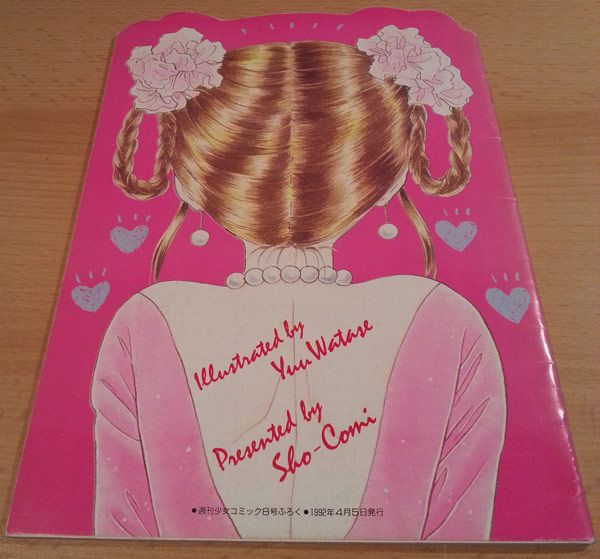 Illustrated by
Yuu Watase
Presented by
Sho-Comi
●週刊少女コミック8号ふろく●1992年4月5日発行